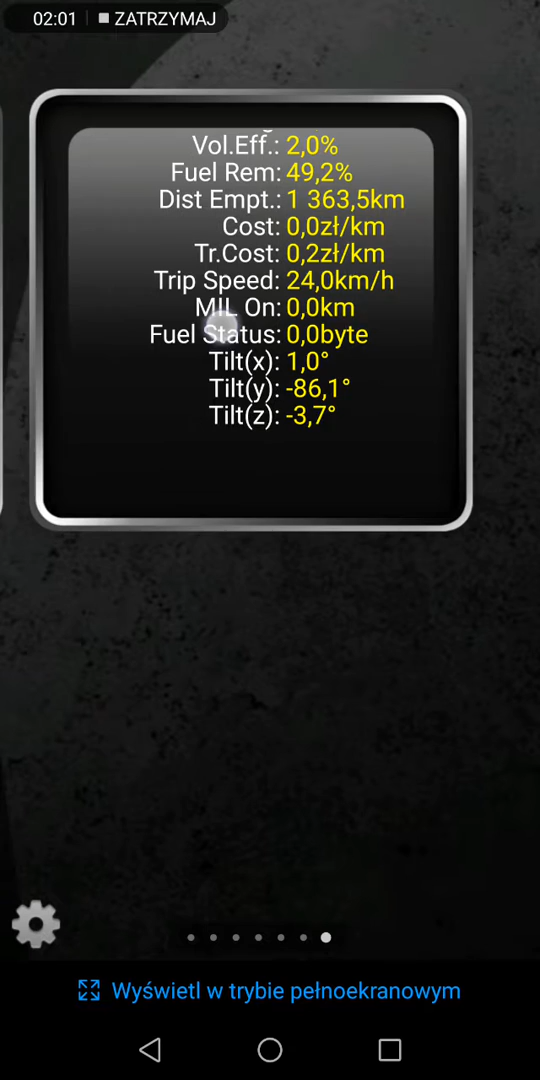 02:01 ZATRZYMAJ
Vol.Eff.: 2,0%
Fuel Rem: 49,2%
Dist Empt.: 1 363,5km
Cost: 0,0zł/km
Tr.Cost: 0,2zł/km
Trip Speed: 24,0km/h
MIL On: 0,0km
Fuel Status: 0,0byte
Tilt(x): 1,0°
Tilt(y): -86,1°
Tilt(z): -3,7°
Wyświetl w trybie pełnoekranowym